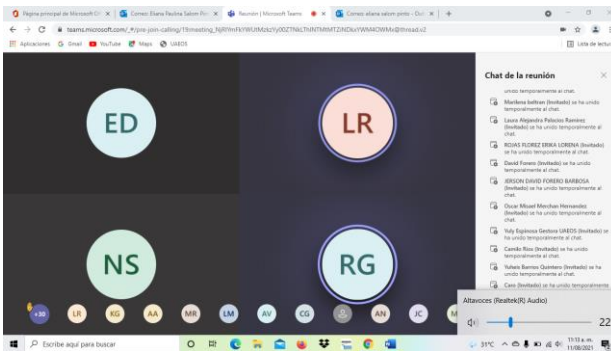 Página principal de Microsoft Of
Correo: Eliana Paulina Salom Pin
Reunión | Microsoft Teams
Correo: eliana salom pinto - Out
teams.microsoft.com/_#/pre-join-calling/
Aplicaciones
Gmail
YouTube
Maps
UAEOS
Lista de lectura
ED
LR
NS
RG
+30
LR
KG
AA
MR
LM
AV
CG
AN
JC
M
Chat de la reunión
unido temporalmente al chat.
Marilena beltran (Invitado) se ha unido
temporalmente al chat.
Laura Alejandra Palacios Ramirez
(Invitado) se ha unido temporalmente al
chat.
ROJAS FLOREZ ERIKA LORENA (Invitado)
se ha unido temporalmente al chat.
David Forero (Invitado) se ha unido
temporalmente al chat.
JERSON DAVID FORERO BARBOSA
(Invitado) se ha unido temporalmente al
chat.
Oscar Misael Merchan Hernandez
(Invitado) se ha unido temporalmente al
chat.
Yuly Espinosa Gestora UAEOS (Invitado) se
ha unido temporalmente al chat.
Camilo Rios (Invitado) se ha unido
temporalmente al chat.
Yulieis Barrios Quintero (Invitado) se ha
unido temporalmente al chat.
Caro (Invitado) se ha unido temporalmente al
Altavoces (Realtek(R) Audio)
22
Escribe aquí para buscar
31°C
11:13 a. m.
11/08/2021